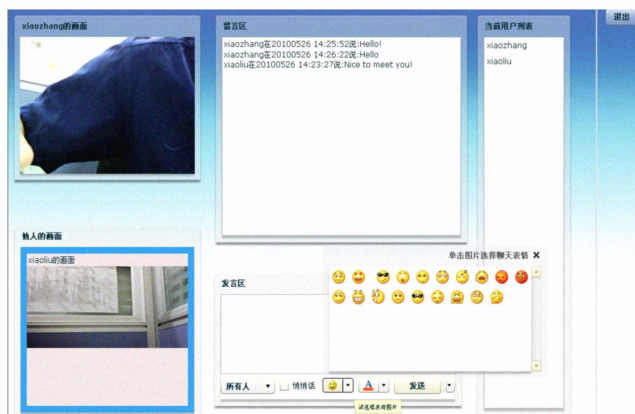 退出
xiaozhang的画面
留言区
当前用户列表
xiaozhang在20100526 14:25:52说:Hello!
xiaozhang在20100526 14:26:22说:Hello
xiaoliu在20100526 14:23:27说:Nice to meet you!
xiaozhang
xiaoliu
他人的画面
xiaoliu的画面
单击图片选择聊天表情
发言区
所有人
悄悄话
A
发送